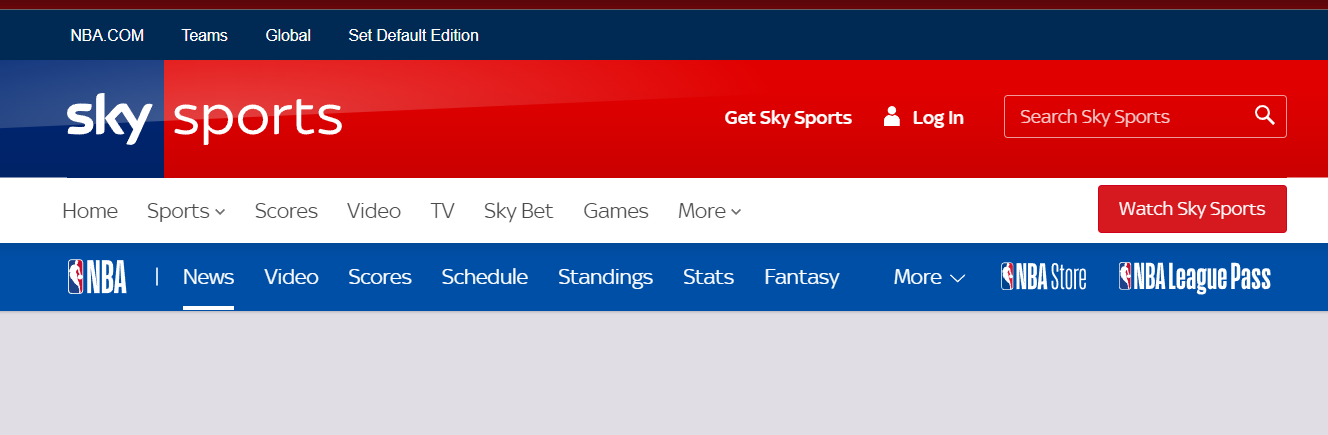 NBA.COM Teams Global Set Default Edition
sky sports Get Sky Sports Log In Search Sky Sports
Home Sports Scores Video TV Sky Bet Games More Watch Sky Sports
NBA | News Video Scores Schedule Standings Stats Fantasy More NBA Store NBA League Pass